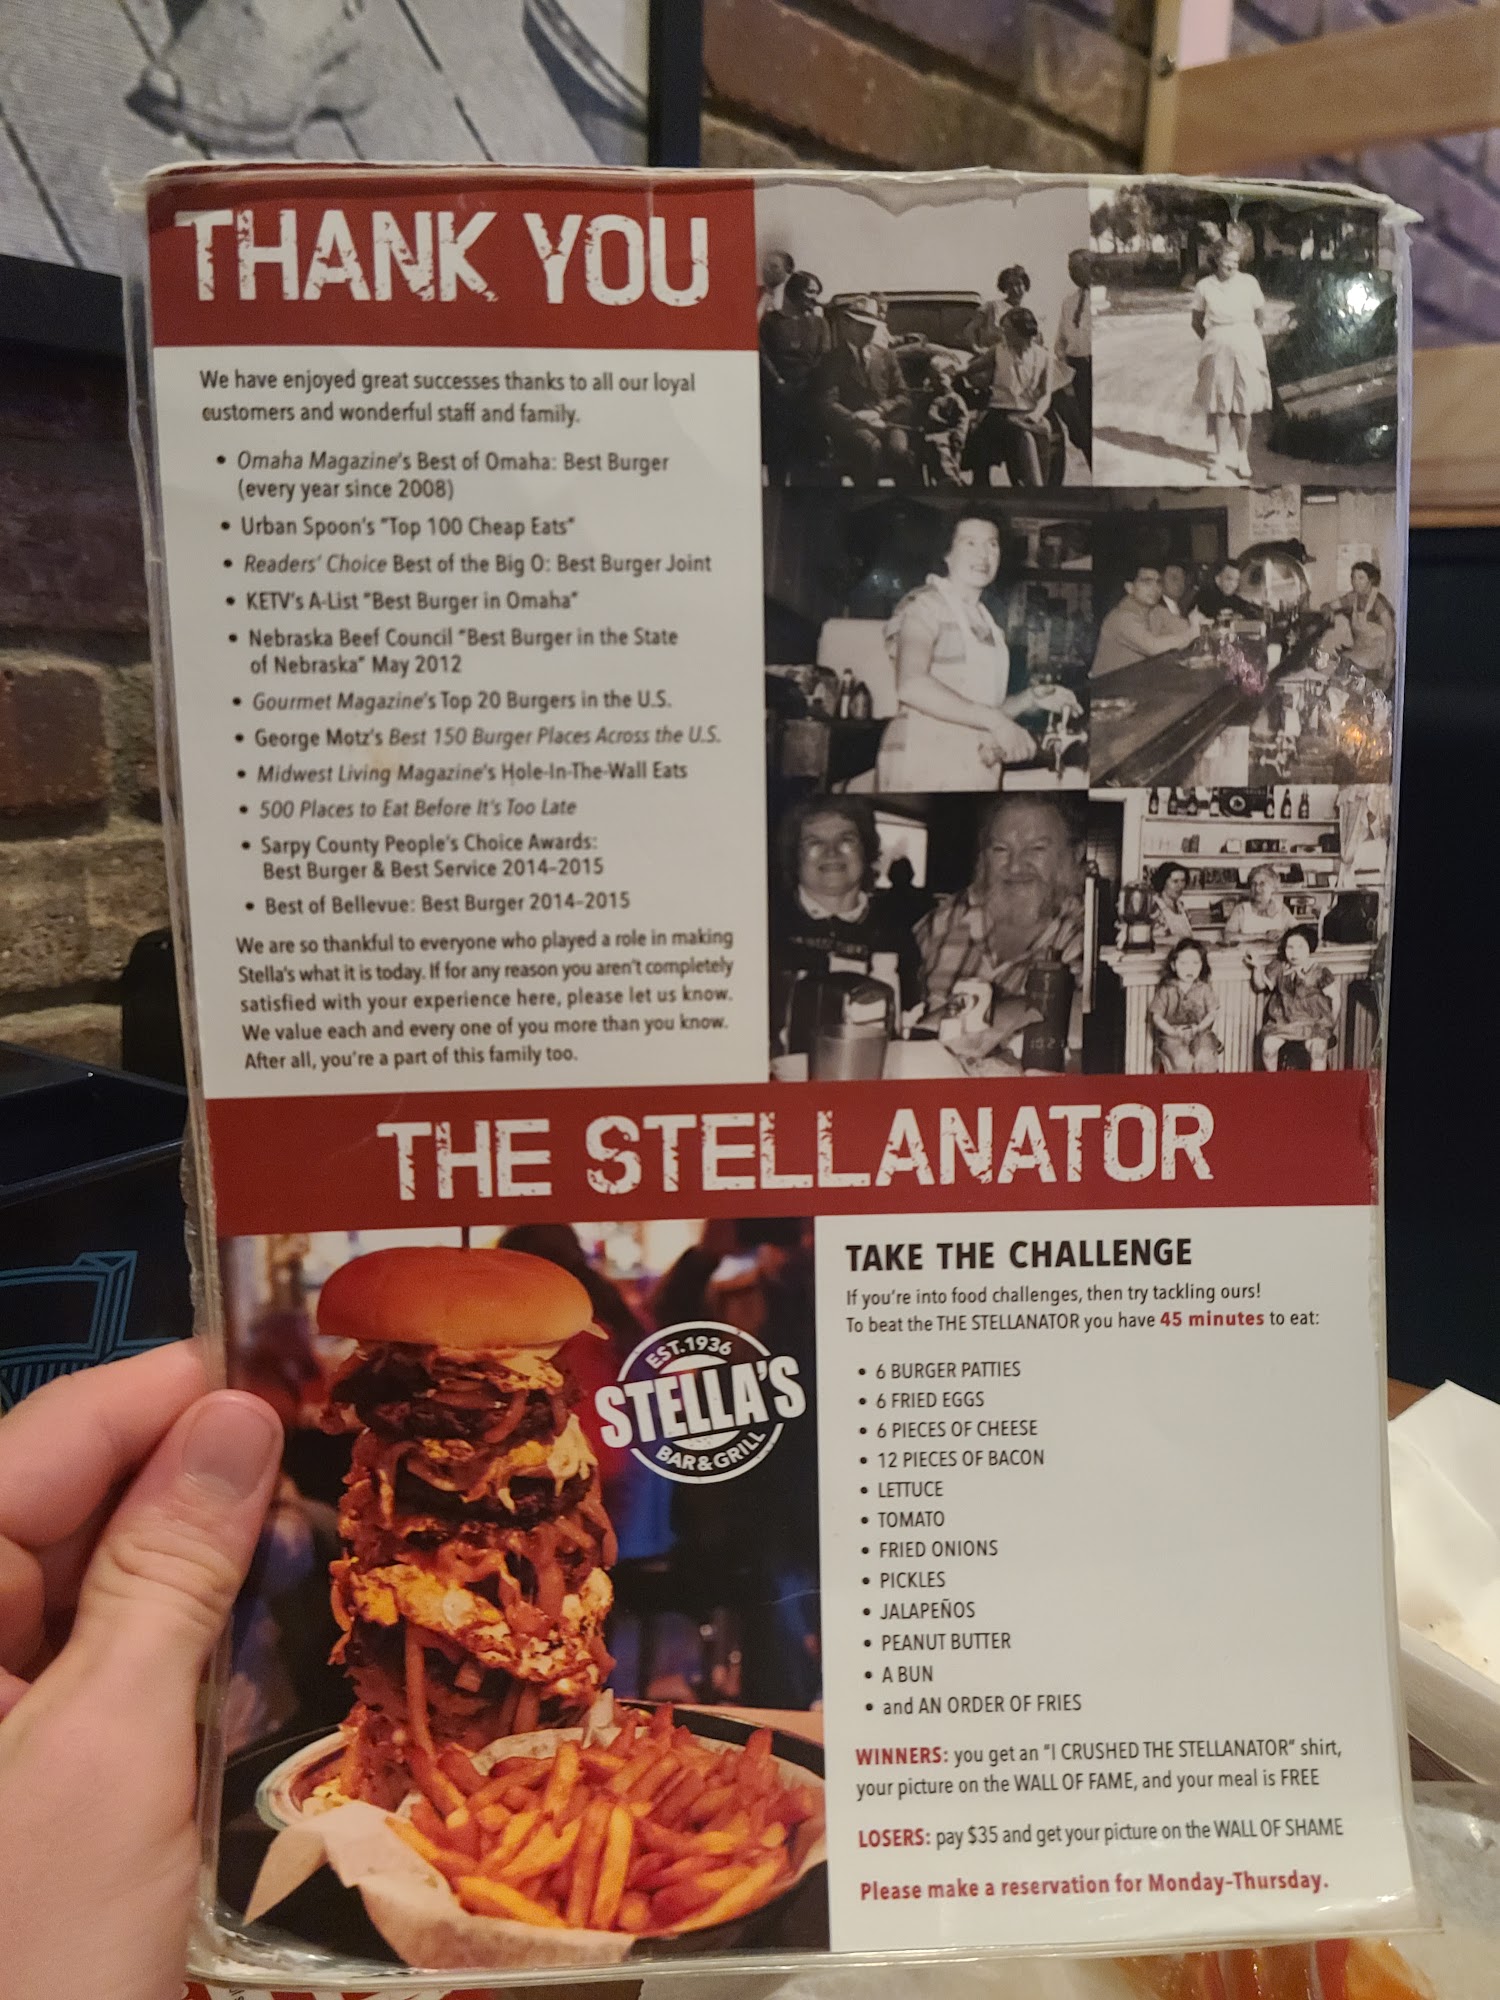 THANK YOU
We have enjoyed great successes thanks to all our loyal
customers and wonderful staff and family.
• Omaha Magazine's Best of Omaha: Best Burger
(every year since 2008)
• Urban Spoon's "Top 100 Cheap Eats"
• Readers' Choice Best of the Big O: Best Burger Joint
• KETV's A-List "Best Burger in Omaha"
• Nebraska Beef Council "Best Burger in the State
of Nebraska" May 2012
• Gourmet Magazine's Top 20 Burgers in the U.S.
• George Motz's Best 150 Burger Places Across the U.S.
• Midwest Living Magazine's Hole-In-The-Wall Eats
• 500 Places to Eat Before It's Too Late
• Sarpy County People's Choice Awards:
Best Burger & Best Service 2014-2015
• Best of Bellevue: Best Burger 2014-2015
We are so thankful to everyone who played a role in making
Stella's what it is today. If for any reason you aren't completely
satisfied with your experience here, please let us know.
We value each and every one of you more than you know.
After all, you're a part of this family too.
THE STELLANATOR
EST. 1936
STELLA'S
BAR & GRILL
TAKE THE CHALLENGE
If you're into food challenges, then try tackling ours!
To beat the THE STELLANATOR you have 45 minutes to eat:
• 6 BURGER PATTIES
• 6 FRIED EGGS
• 6 PIECES OF CHEESE
• 12 PIECES OF BACON
• LETTUCE
• TOMATO
• FRIED ONIONS
• PICKLES
• JALAPEÑOS
• PEANUT BUTTER
• A BUN
• and AN ORDER OF FRIES
WINNERS: you get an "I CRUSHED THE STELLANATOR" shirt,
your picture on the WALL OF FAME, and your meal is FREE
LOSERS: pay $35 and get your picture on the WALL OF SHAME
Please make a reservation for Monday-Thursday.